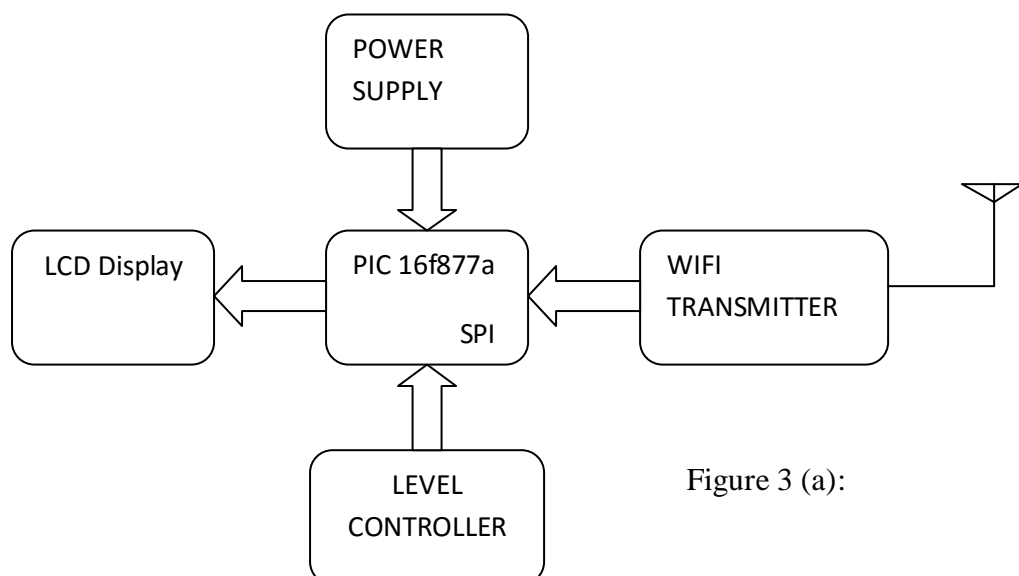 POWER
SUPPLY
LCD Display
PIC 16f877a
SPI
WIFI
TRANSMITTER
LEVEL
CONTROLLER
Figure 3 (a):